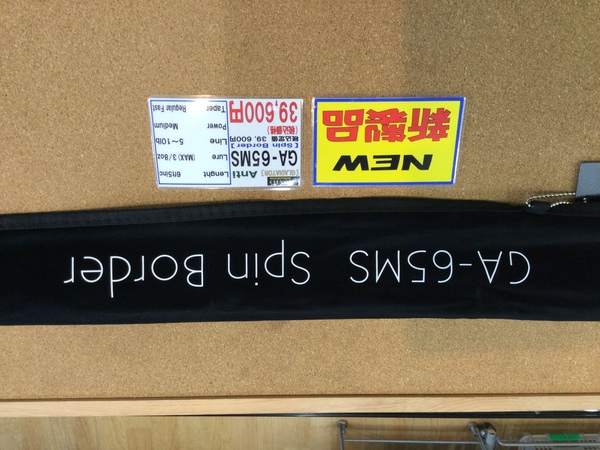 GA-65MS Spin Border
NEW
新製品
[GLADIATOR] Anti
GA-65MS
[Spin Border]
税込定価 39,600円
(税込価格)
39,600円
Lenght 6ft5inc
Lure (MAX)3/8oz
Line 5～10lb
Power Medium
Taper Regular Fast